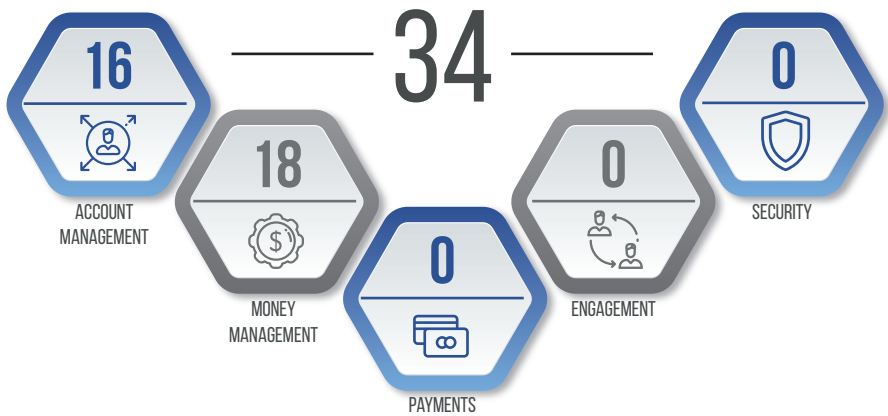 34
16
ACCOUNT
MANAGEMENT
18
$
MONEY
MANAGEMENT
0
PAYMENTS
0
ENGAGEMENT
0
SECURITY